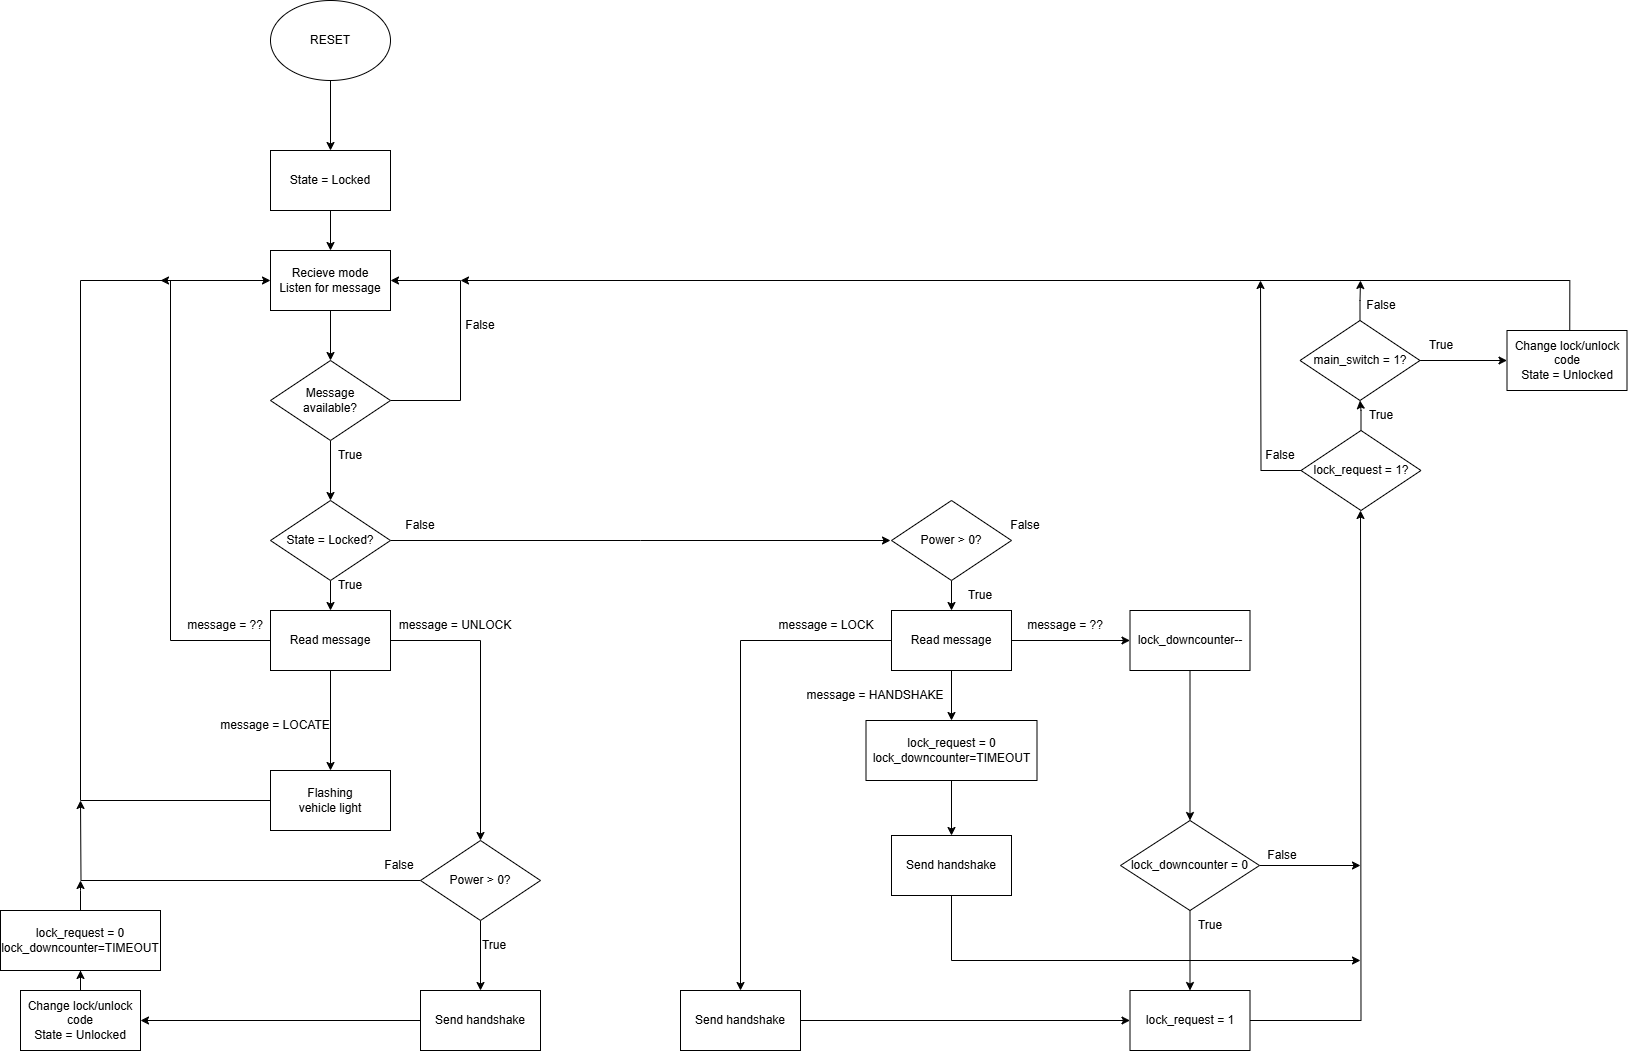 RESET
State = Locked
Recieve mode
Listen for message
False
Message
available?
True
State = Locked?
False
True
Power > 0?
False
True
main_switch = 1?
False
True
Change lock/unlock
code
State = Unlocked
True
lock_request = 1?
False
message = ??
Read message
message = UNLOCK
message = LOCATE
Flashing
vehicle light
False
Power > 0?
True
lock_request = 0
lock_downcounter=TIMEOUT
Change lock/unlock
code
State = Unlocked
Send handshake
message = LOCK
Read message
message = ??
lock_downcounter--
message = HANDSHAKE
lock_request = 0
lock_downcounter=TIMEOUT
Send handshake
lock_downcounter = 0
False
True
Send handshake
lock_request = 1